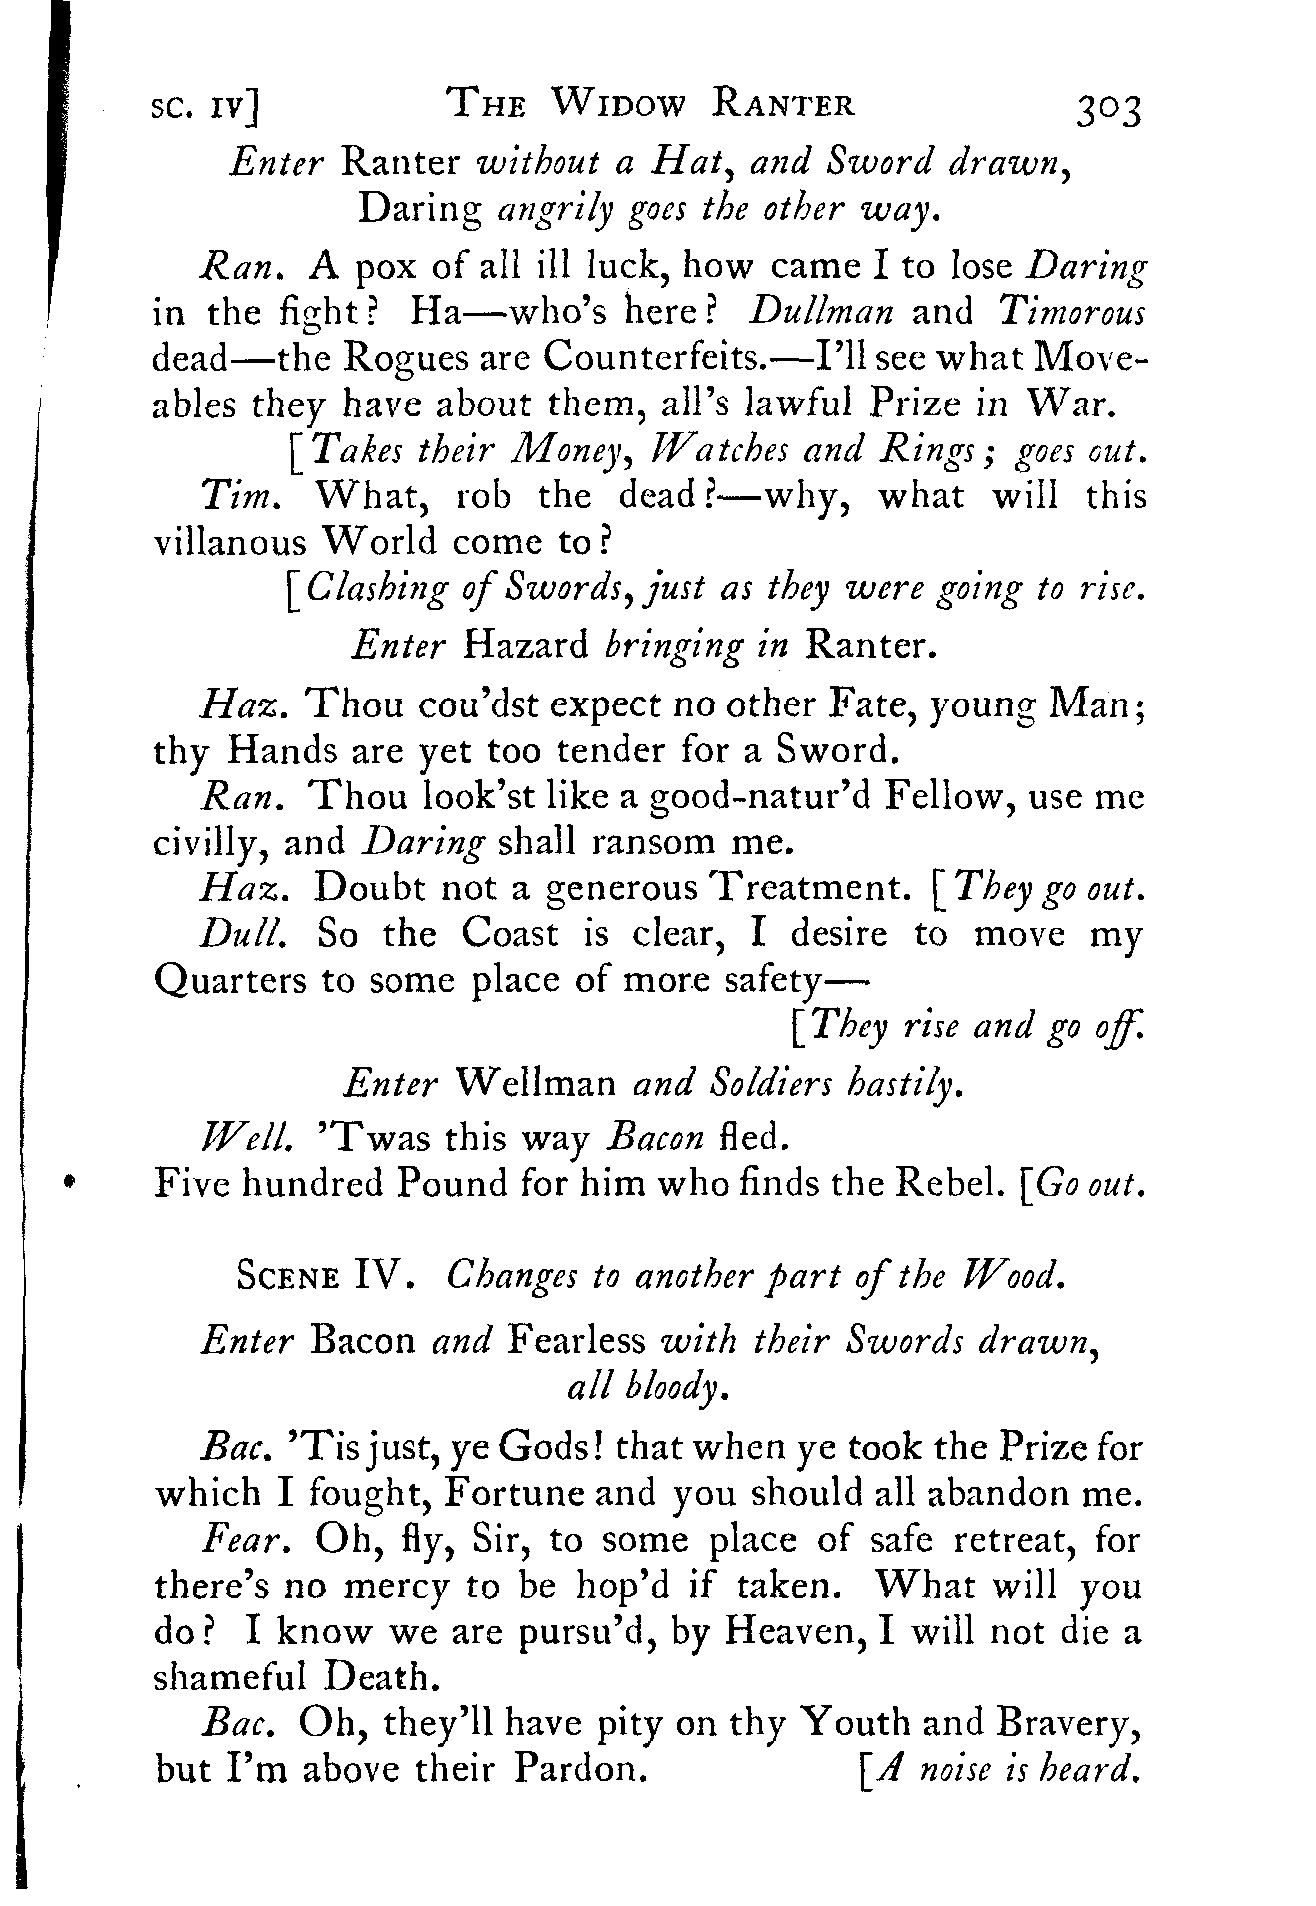 SC. IV] THE WIDOW RANTER 303
Enter Ranter without a Hat, and Sword drawn,
Daring angrily goes the other way.
Ran. A pox of all ill luck, how came I to lose Daring
in the fight? Ha—who's here? Dullman and Timorous
dead—the Rogues are Counterfeits.—I'll see what Move-
ables they have about them, all's lawful Prize in War.
[Takes their Money, Watches and Rings; goes out.
Tim. What, rob the dead?—why, what will this
villanous World come to?
[Clashing of Swords, just as they were going to rise.
Enter Hazard bringing in Ranter.
Haz. Thou cou'dst expect no other Fate, young Man;
thy Hands are yet too tender for a Sword.
Ran. Thou look'st like a good-natur'd Fellow, use me
civilly, and Daring shall ransom me.
Haz. Doubt not a generous Treatment. [They go out.
Dull. So the Coast is clear, I desire to move my
Quarters to some place of more safety—
[They rise and go off.
Enter Wellman and Soldiers hastily.
Well. 'Twas this way Bacon fled.
Five hundred Pound for him who finds the Rebel. [Go out.
SCENE IV. Changes to another part of the Wood.
Enter Bacon and Fearless with their Swords drawn,
all bloody.
Bac. 'Tis just, ye Gods! that when ye took the Prize for
which I fought, Fortune and you should all abandon me.
Fear. Oh, fly, Sir, to some place of safe retreat, for
there's no mercy to be hop'd if taken. What will you
do? I know we are pursu'd, by Heaven, I will not die a
shameful Death.
Bac. Oh, they'll have pity on thy Youth and Bravery,
but I'm above their Pardon. [A noise is heard.